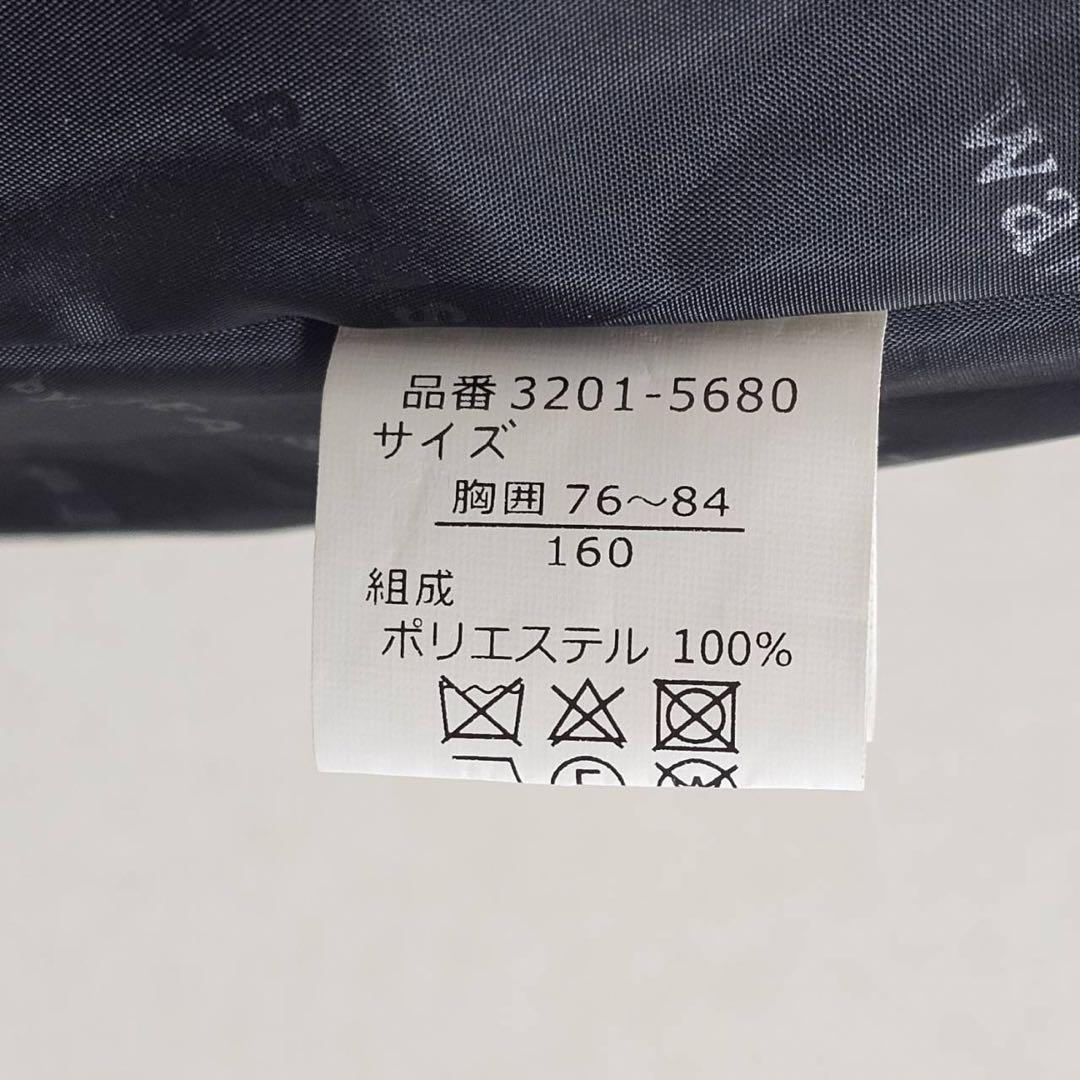 品番 3201-5680
サイズ
胸囲 76～84
160
組成
ポリエステル 100%